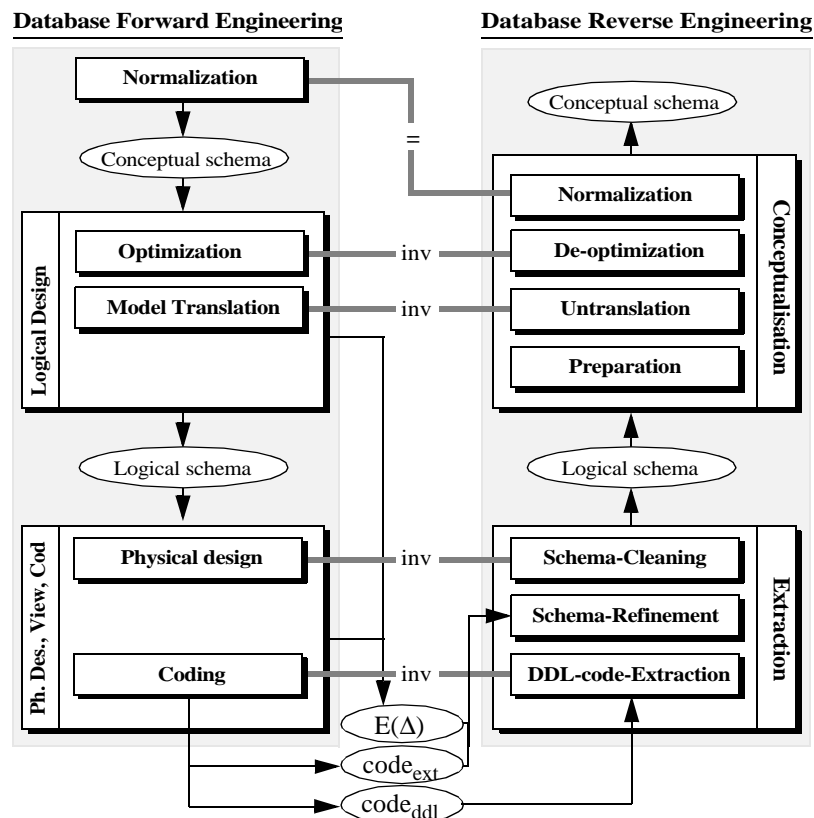 Database Forward Engineering
Database Reverse Engineering
Normalization
Conceptual schema
Logical Design
Optimization
Model Translation
Logical schema
Ph. Des., View, Cod
Physical design
Coding
=
inv
inv
inv
inv
E(Δ)
code_ext
code_ddl
Conceptual schema
Conceptualisation
Normalization
De-optimization
Untranslation
Preparation
Logical schema
Extraction
Schema-Cleaning
Schema-Refinement
DDL-code-Extraction